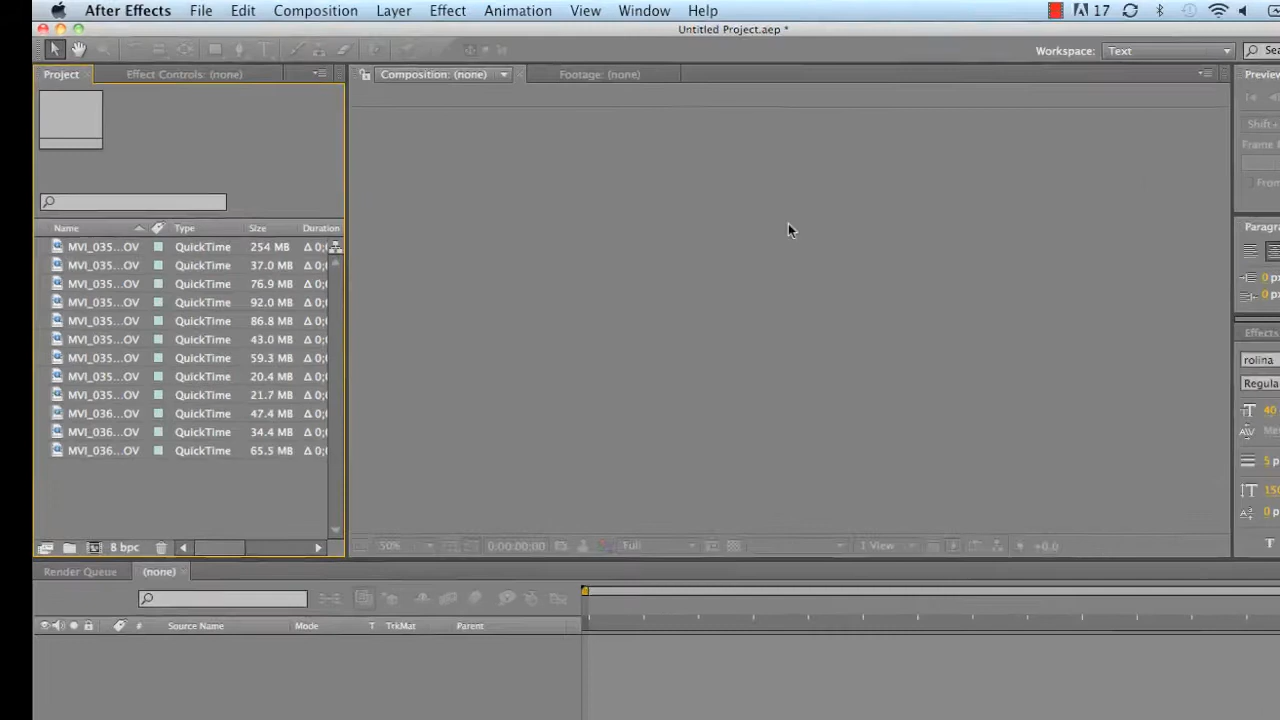 After Effects File Edit Composition Layer Effect Animation View Window Help 17
Untitled Project.aep *
Workspace: Text
Project Effect Controls: (none) Composition: (none) Footage: (none)
Shift+
Name Type Size Duration
MVI_035...OV QuickTime 254 MB Δ 0;
MVI_035...OV QuickTime 37.0 MB Δ 0;
MVI_035...OV QuickTime 76.9 MB Δ 0;
MVI_035...OV QuickTime 92.0 MB Δ 0;
MVI_035...OV QuickTime 86.8 MB Δ 0;
MVI_035...OV QuickTime 43.0 MB Δ 0;
MVI_035...OV QuickTime 59.3 MB Δ 0;
MVI_035...OV QuickTime 20.4 MB Δ 0;
MVI_035...OV QuickTime 21.7 MB Δ 0;
MVI_036...OV QuickTime 47.4 MB Δ 0;
MVI_036...OV QuickTime 34.4 MB Δ 0;
MVI_036...OV QuickTime 65.5 MB Δ 0;
Frame
0 px
0 px
Effects
rolina
Regular
40
5 p
150
0 p
T
8 bpc 50% 0:00:00:00 Full 1 View +0.0
Render Queue (none)
# Source Name Mode T TrkMat Parent